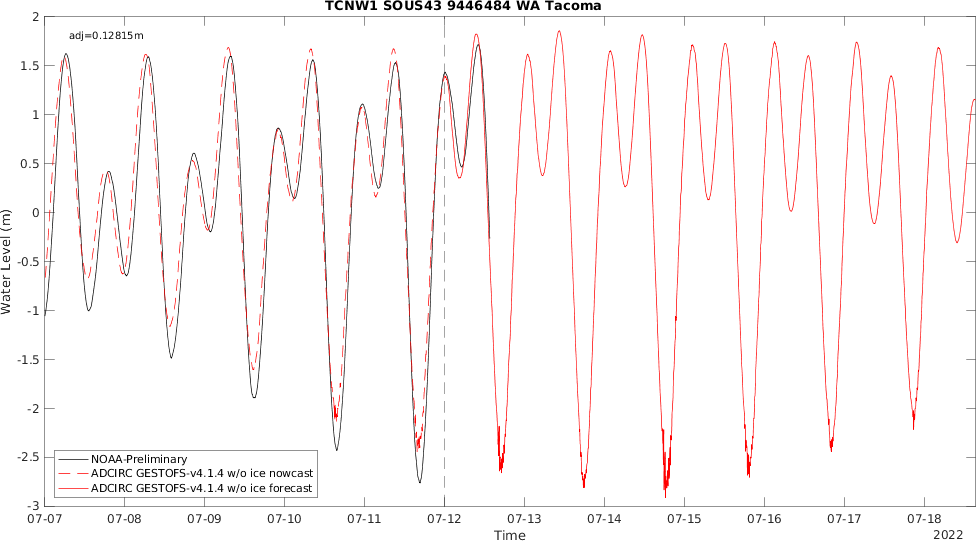 TCNW1 SOUS43 9446484 WA Tacoma
adj=0.12815m
2
1.5
1
0.5
0
-0.5
-1
-1.5
-2
-2.5
-3
Water Level (m)
NOAA-Preliminary
ADCIRC GESTOFS-v4.1.4 w/o ice nowcast
ADCIRC GESTOFS-v4.1.4 w/o ice forecast
07-07 07-08 07-09 07-10 07-11 07-12 07-13 07-14 07-15 07-16 07-17 07-18
Time
2022